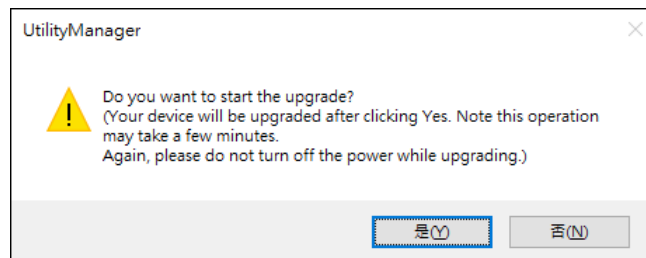 UtilityManager
Do you want to start the upgrade?
(Your device will be upgraded after clicking Yes. Note this operation
may take a few minutes.
Again, please do not turn off the power while upgrading.)
是(Y) 否(N)